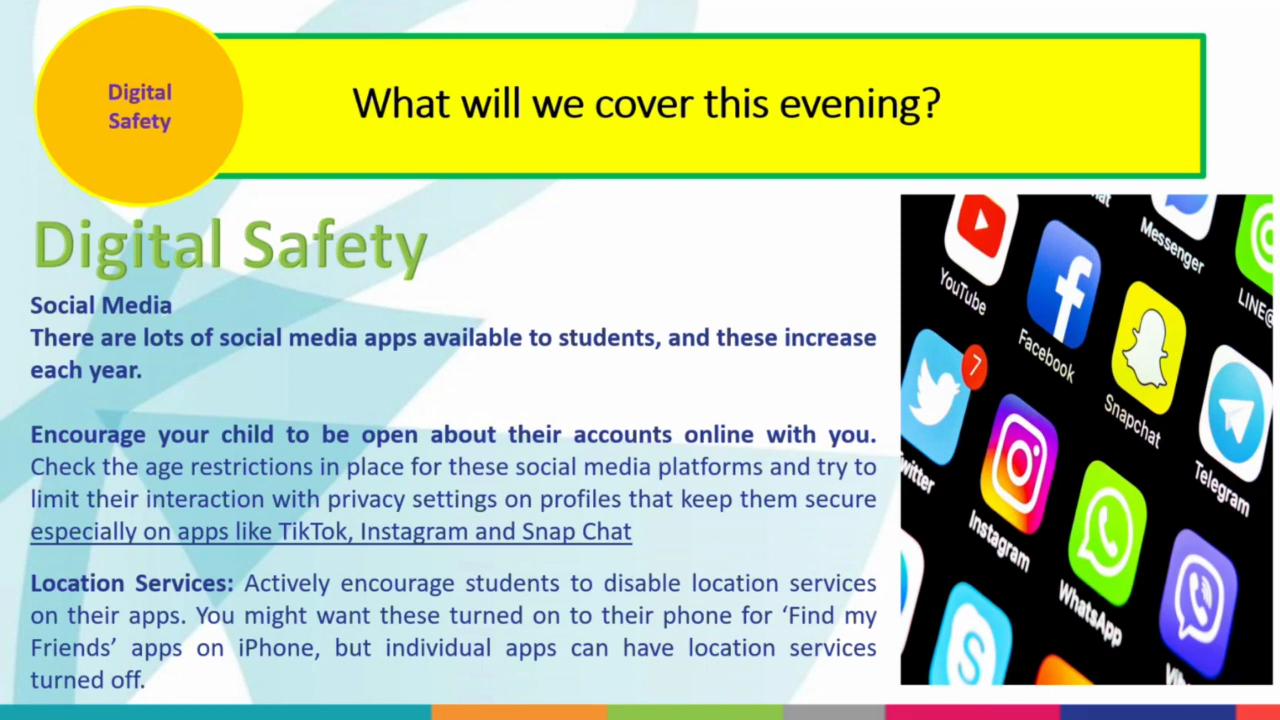 Digital
Safety
What will we cover this evening?
Digital Safety
Social Media
There are lots of social media apps available to students, and these increase
each year.
Encourage your child to be open about their accounts online with you.
Check the age restrictions in place for these social media platforms and try to
limit their interaction with privacy settings on profiles that keep them secure
especially on apps like TikTok, Instagram and Snap Chat
Location Services: Actively encourage students to disable location services
on their apps. You might want these turned on to their phone for ‘Find my
Friends’ apps on iPhone, but individual apps can have location services
turned off.
Messenger
YouTube
LINE@
Facebook
7
Snapchat
Telegram
Instagram
WhatsApp